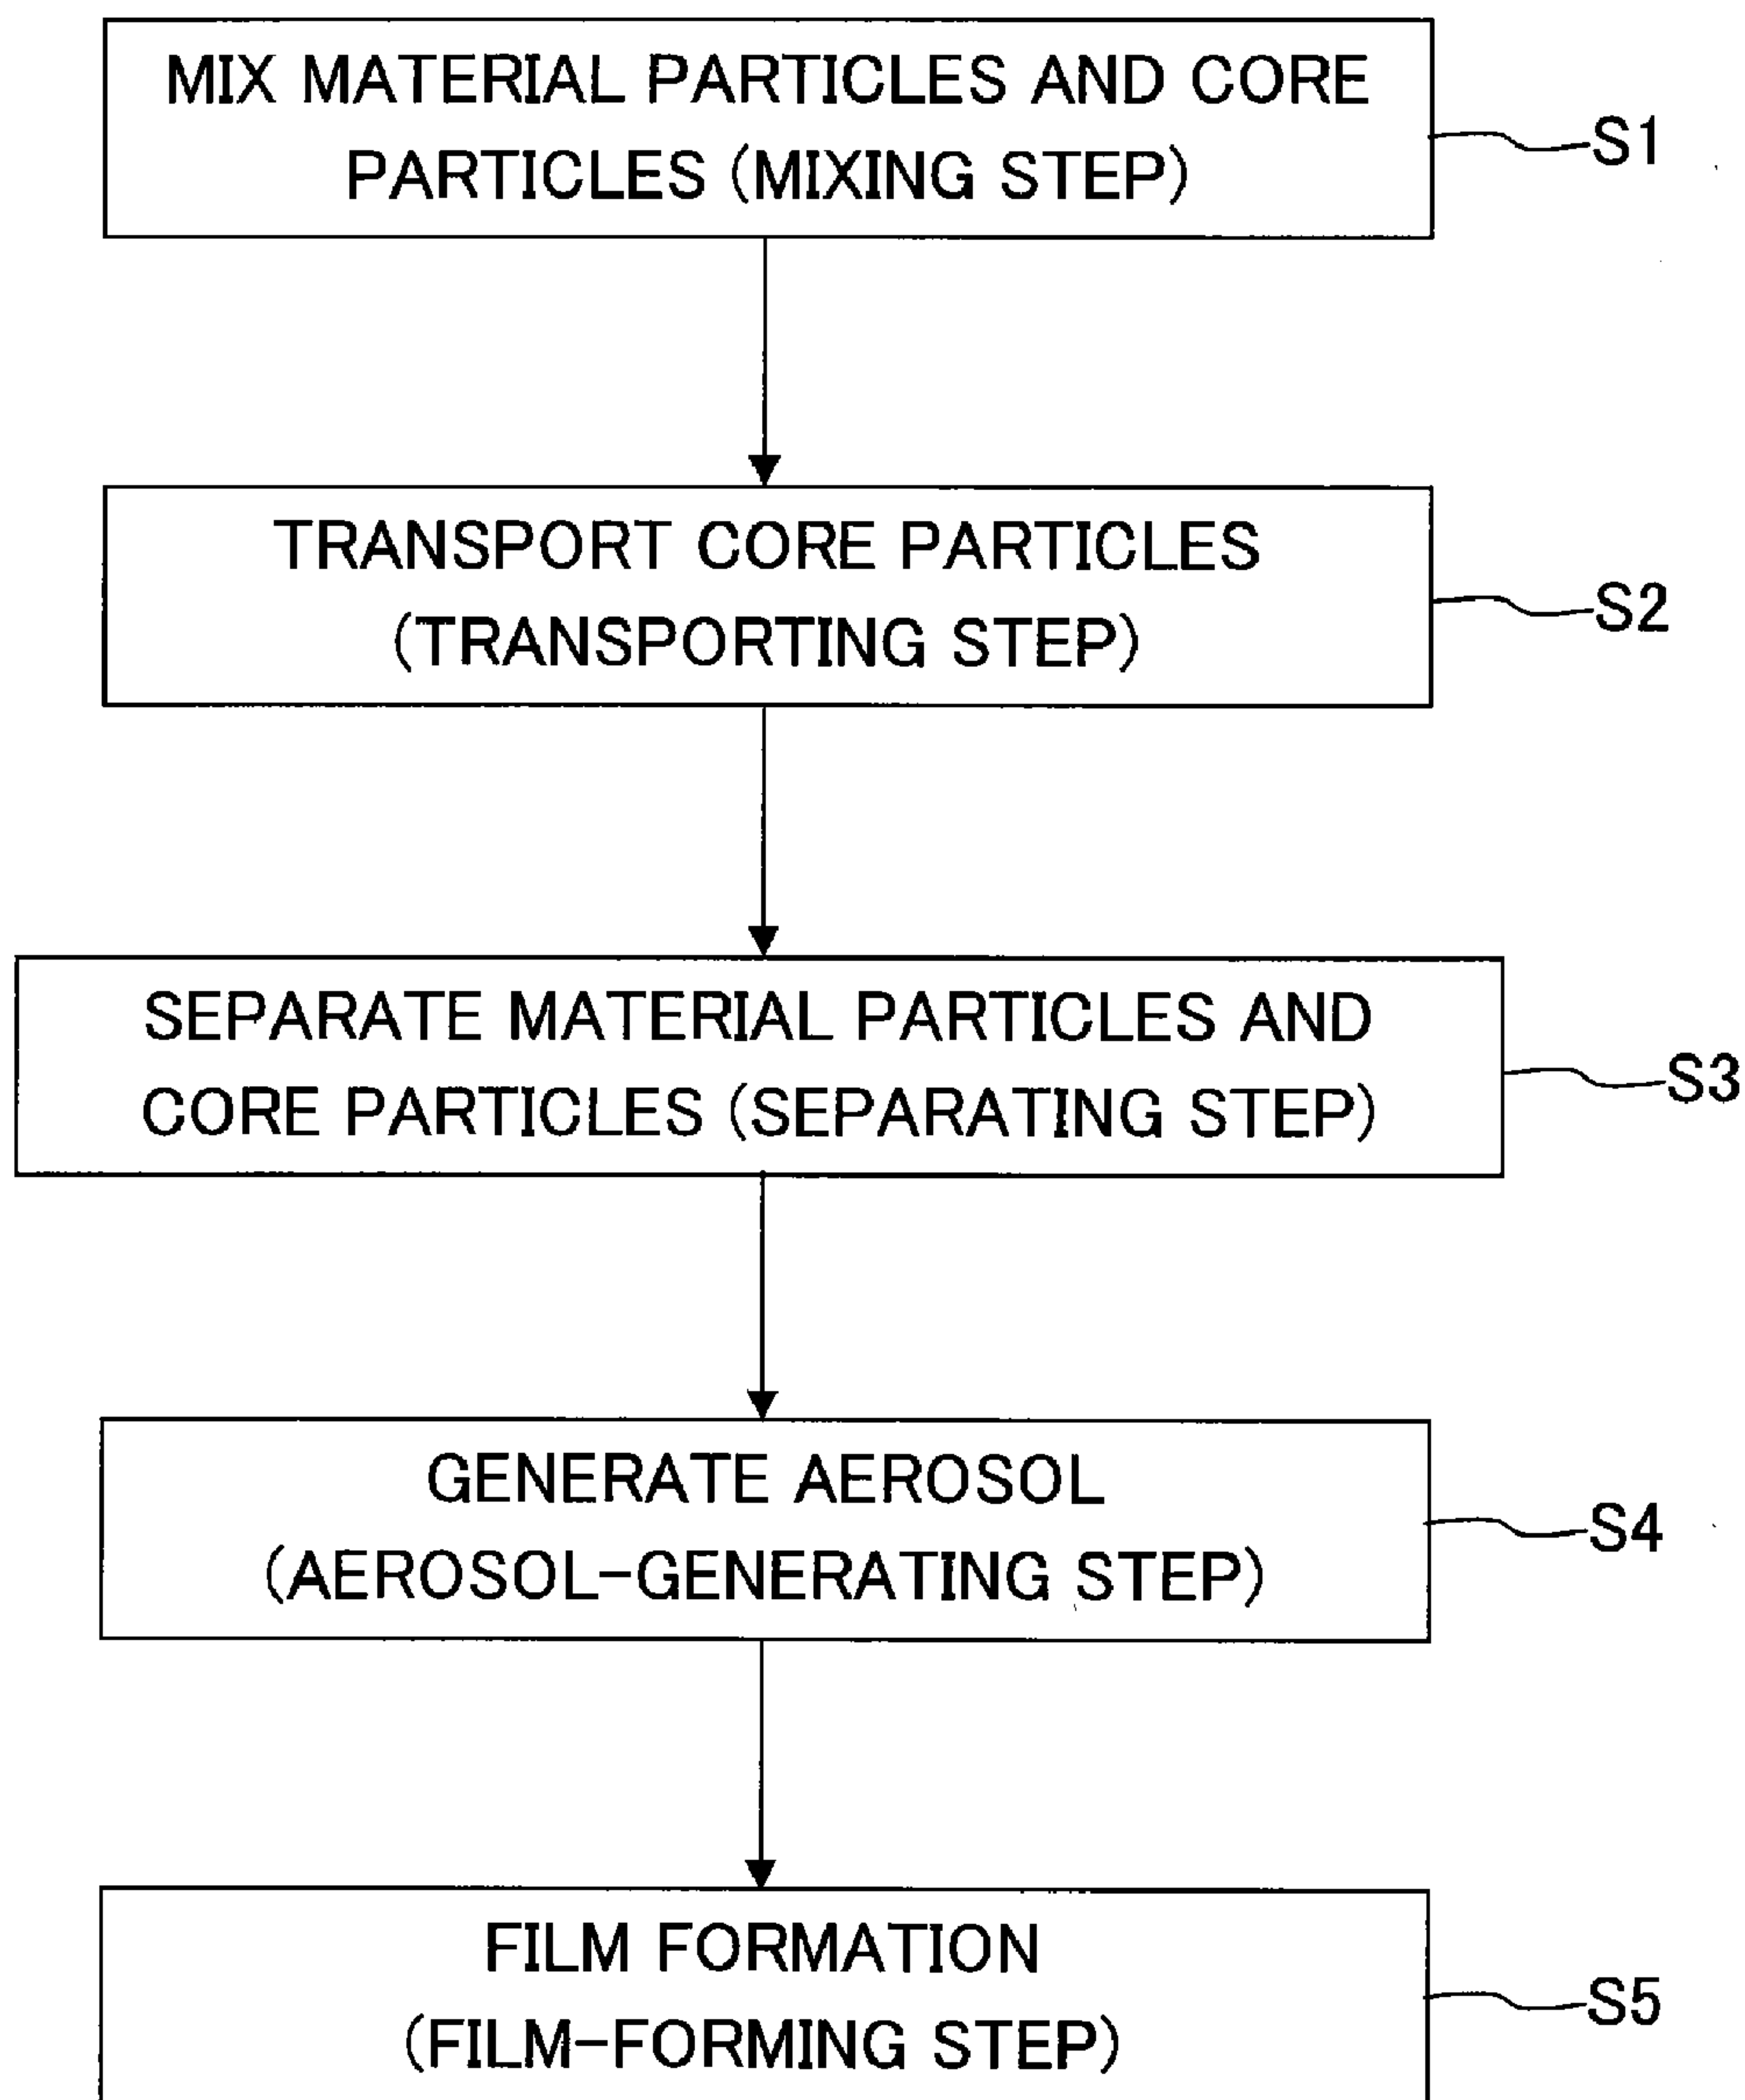 MIX MATERIAL PARTICLES AND CORE
PARTICLES (MIXING STEP)
S1
TRANSPORT CORE PARTICLES
(TRANSPORTING STEP)
S2
SEPARATE MATERIAL PARTICLES AND
CORE PARTICLES (SEPARATING STEP)
S3
GENERATE AEROSOL
(AEROSOL-GENERATING STEP)
S4
FILM FORMATION
(FILM-FORMING STEP)
S5